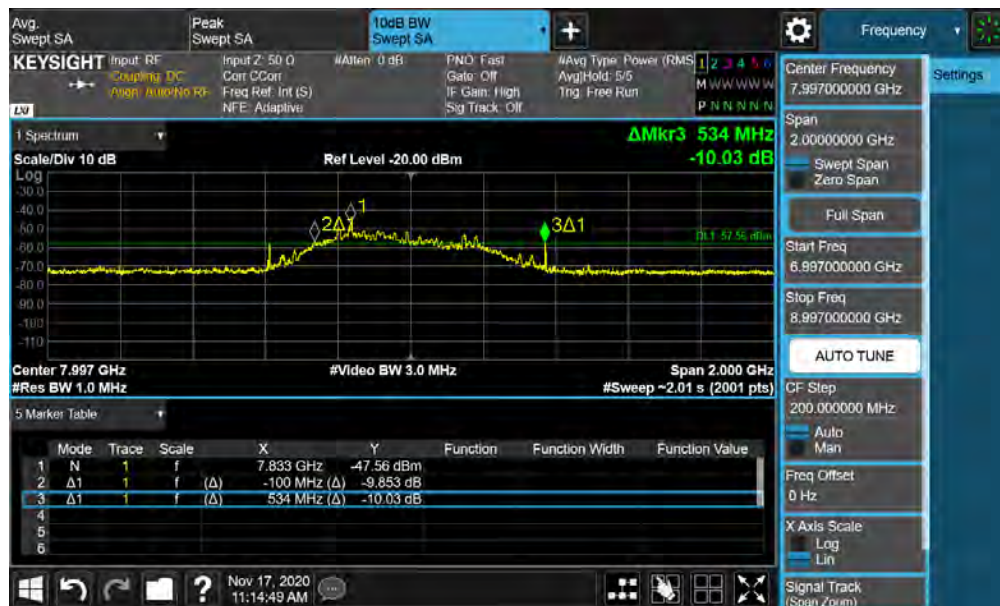 Avg.
Swept SA
Peak
Swept SA
10dB BW
Swept SA
Frequency
KEYSIGHT
Input: RF
Coupling: DC
Align: Auto/No RF
Input Z: 50 Ω
Corr CCorr
Freq Ref: Int (S)
NFE: Adaptive
#Atten: 0 dB
PNO: Fast
Gate: Off
IF Gain: High
Sig Track: Off
#Avg Type: Power (RMS
Avg|Hold: 5/5
Trig: Free Run
1 2 3 4 5 6
M W W W W W
P N N N N N
LXI
1 Spectrum
Scale/Div 10 dB
Ref Level -20.00 dBm
ΔMkr3 534 MHz
-10.03 dB
Log
-30.0
-40.0
-50.0
-60.0
-70.0
-80.0
-90.0
-100
-110
1
2Δ1
3Δ1
DL1 -57.56 dBm
Center 7.997 GHz
#Video BW 3.0 MHz
Span 2.000 GHz
#Res BW 1.0 MHz
#Sweep ~2.01 s (2001 pts)
5 Marker Table
Mode Trace Scale X Y Function Function Width Function Value
1 N 1 f 7.833 GHz -47.56 dBm
2 Δ1 1 f (Δ) -100 MHz (Δ) -9.853 dB
3 Δ1 1 f (Δ) 534 MHz (Δ) -10.03 dB
4
5
6
Center Frequency
7.997000000 GHz
Settings
Span
2.00000000 GHz
Swept Span
Zero Span
Full Span
Start Freq
6.997000000 GHz
Stop Freq
8.997000000 GHz
AUTO TUNE
CF Step
200.000000 MHz
Auto
Man
Freq Offset
0 Hz
X Axis Scale
Log
Lin
Signal Track
(Span Zoom)
?
Nov 17, 2020
11:14:49 AM